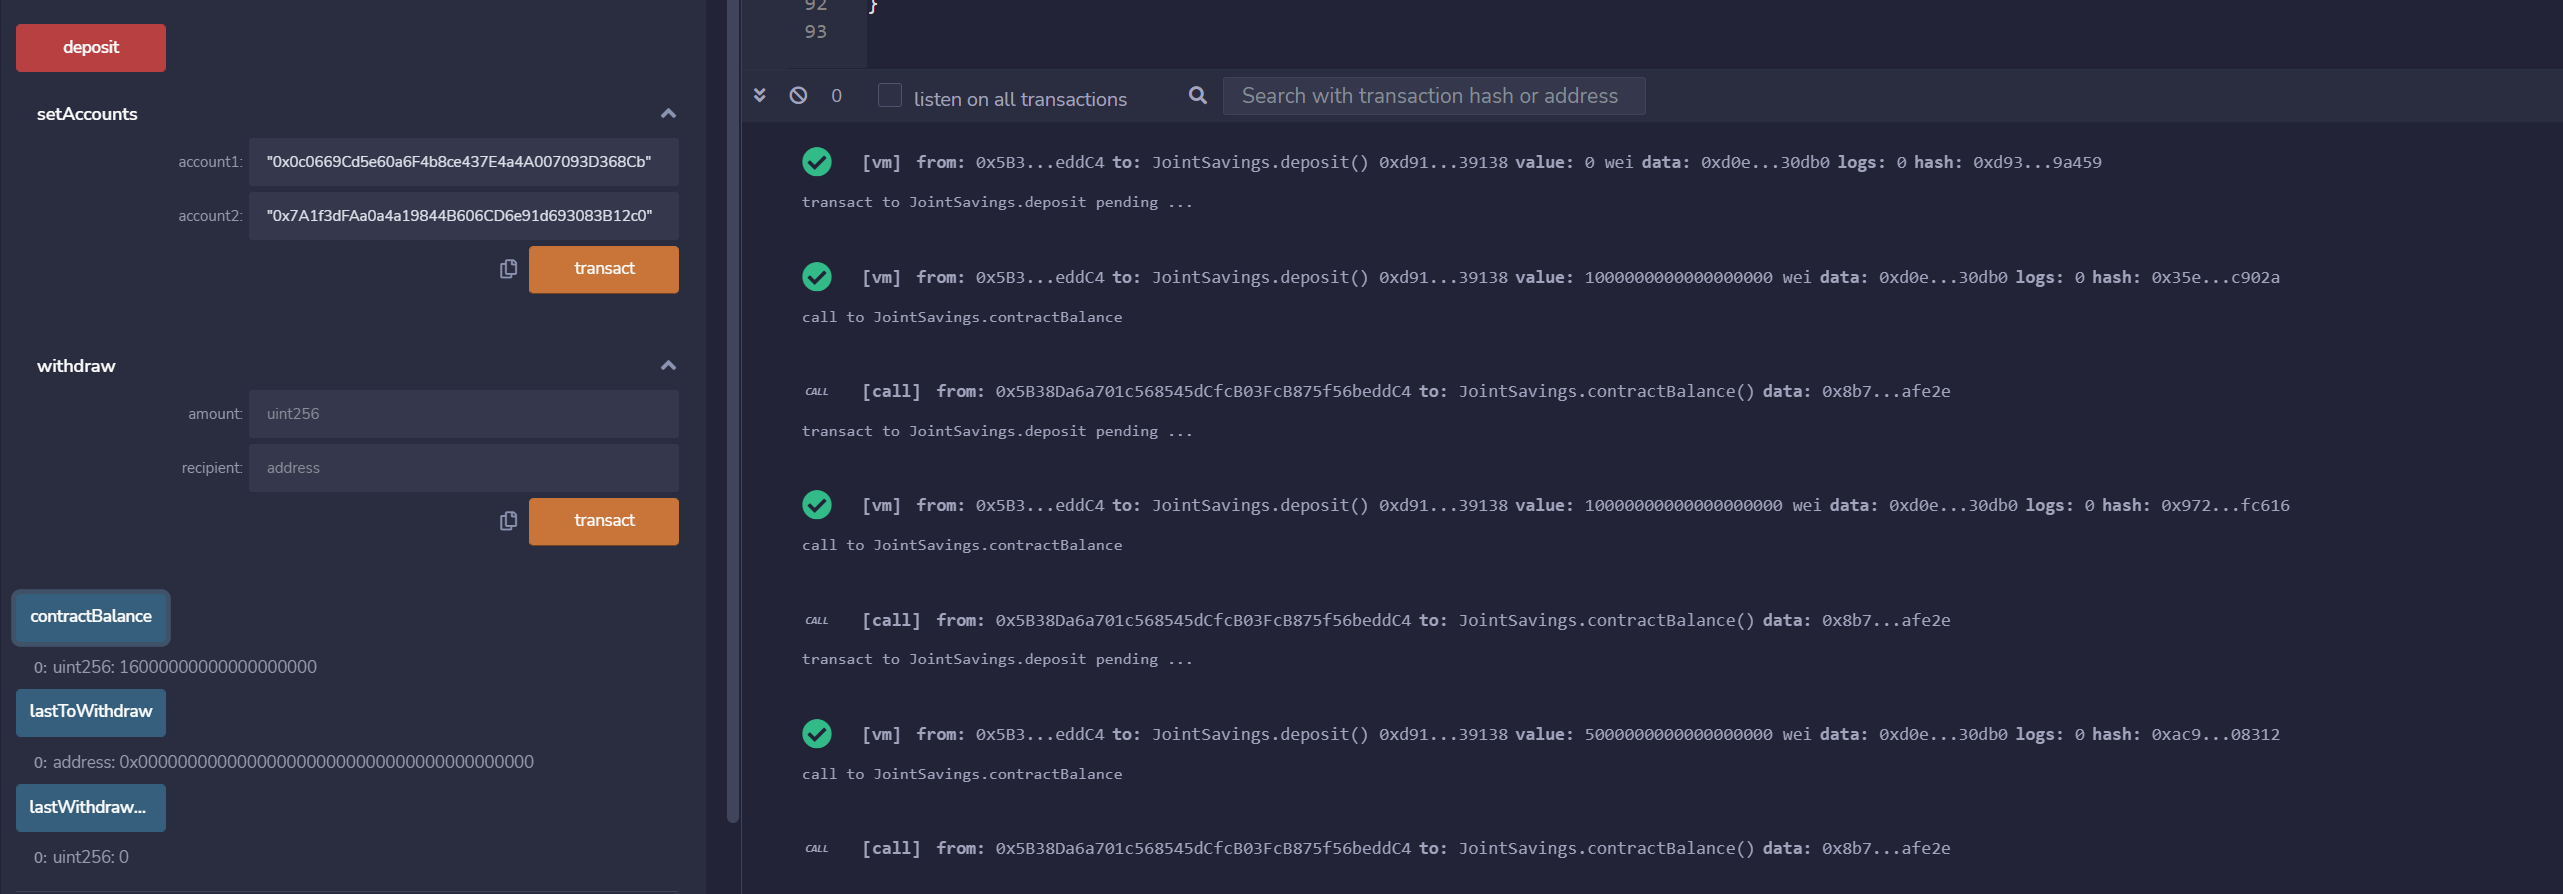 deposit
setAccounts
account1: "0x0c0669Cd5e60a6F4b8ce437E4a4A007093D368Cb"
account2: "0x7A1f3dFAa0a4a19844B606CD6e91d693083B12c0"
transact
withdraw
amount: uint256
recipient: address
transact
contractBalance
0: uint256: 16000000000000000000
lastToWithdraw
0: address: 0x0000000000000000000000000000000000000000
lastWithdraw...
0: uint256: 0
92 }
93
0 listen on all transactions Search with transaction hash or address
[vm] from: 0x5B3...eddC4 to: JointSavings.deposit() 0xd91...39138 value: 0 wei data: 0xd0e...30db0 logs: 0 hash: 0xd93...9a459
transact to JointSavings.deposit pending ...
[vm] from: 0x5B3...eddC4 to: JointSavings.deposit() 0xd91...39138 value: 1000000000000000000 wei data: 0xd0e...30db0 logs: 0 hash: 0x35e...c902a
call to JointSavings.contractBalance
CALL [call] from: 0x5B38Da6a701c568545dCfcB03FcB875f56beddC4 to: JointSavings.contractBalance() data: 0x8b7...afe2e
transact to JointSavings.deposit pending ...
[vm] from: 0x5B3...eddC4 to: JointSavings.deposit() 0xd91...39138 value: 10000000000000000000 wei data: 0xd0e...30db0 logs: 0 hash: 0x972...fc616
call to JointSavings.contractBalance
CALL [call] from: 0x5B38Da6a701c568545dCfcB03FcB875f56beddC4 to: JointSavings.contractBalance() data: 0x8b7...afe2e
transact to JointSavings.deposit pending ...
[vm] from: 0x5B3...eddC4 to: JointSavings.deposit() 0xd91...39138 value: 5000000000000000000 wei data: 0xd0e...30db0 logs: 0 hash: 0xac9...08312
call to JointSavings.contractBalance
CALL [call] from: 0x5B38Da6a701c568545dCfcB03FcB875f56beddC4 to: JointSavings.contractBalance() data: 0x8b7...afe2e